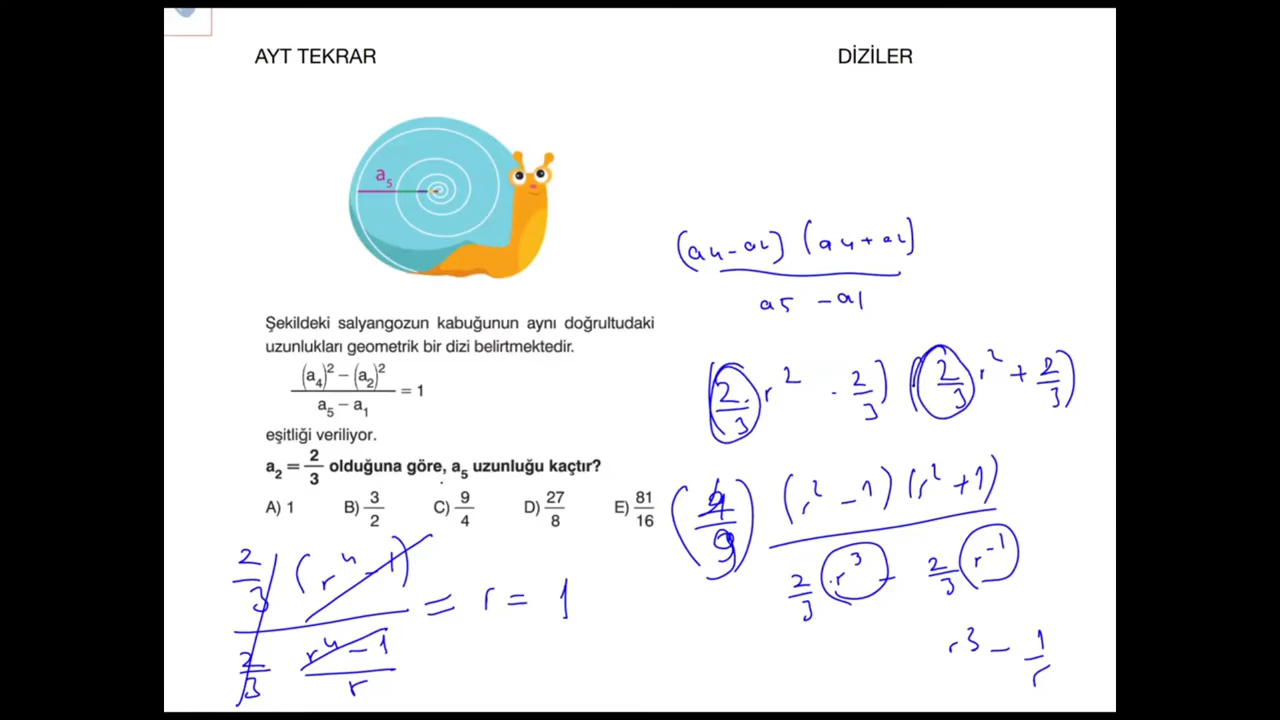 AYT TEKRAR
DİZİLER
a₅
Şekildeki salyangozun kabuğunun aynı doğrultudaki
uzunlukları geometrik bir dizi belirtmektedir.
(a₄)² − (a₂)²
a₅ − a₁
= 1
eşitliği veriliyor.
a₂ = 2/3 olduğuna göre, a₅ uzunluğu kaçtır?
A) 1 B) 3/2 C) 9/4 D) 27/8 E) 81/16
(a4 - a2) (a4 + a2)
a5 - a1
(2/3 r² - 2/3) (2/3 r² + 2/3)
(4/9) (r² - 1) (r² + 1)
2/3 r³ - 2/3 r⁻¹
r³ - 1/r
2/3 (r⁴ - 1)
2/3 r⁴ - 1 / r
= r = 1